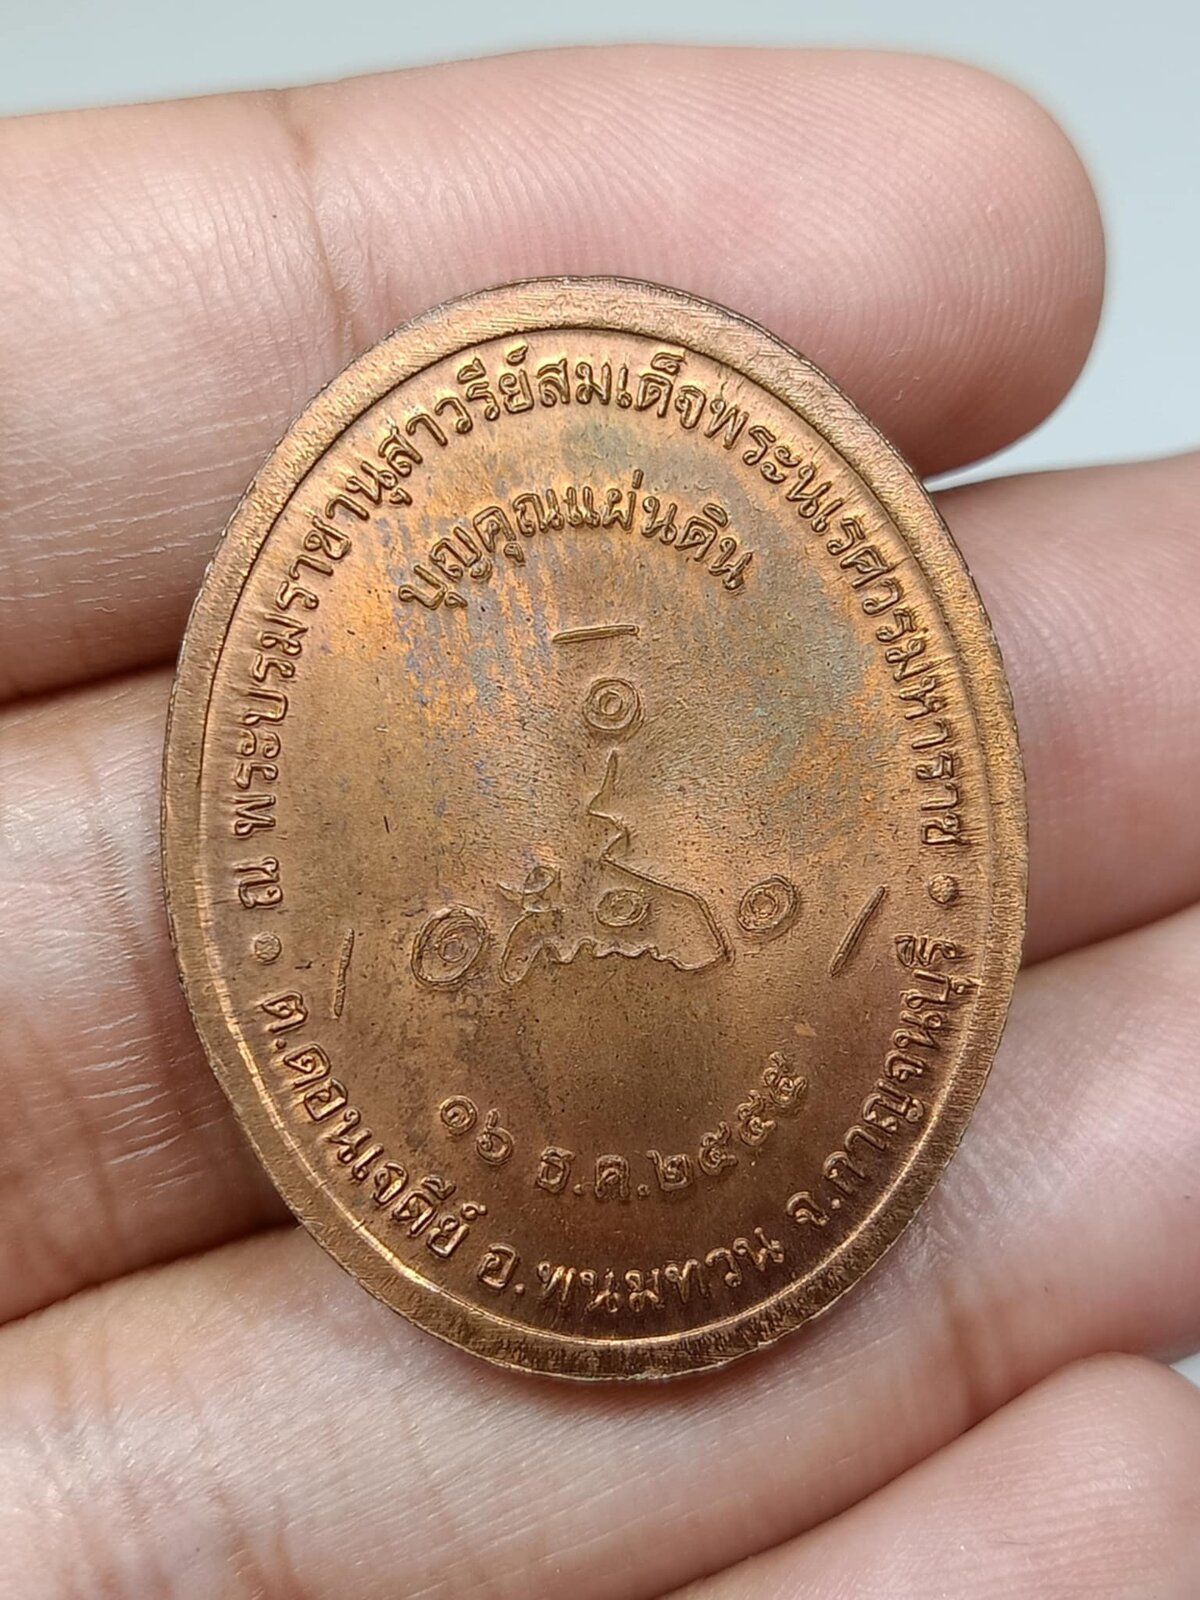 ณ พระบรมราชานุสาวรีย์สมเด็จพระนเรศวรมหาราช
บุญคุณแผ่นดิน
๑๖ ธ.ค.๒๕๕๕
ต.ดอนเจดีย์ อ.พนมทวน จ.กาญจนบุรี